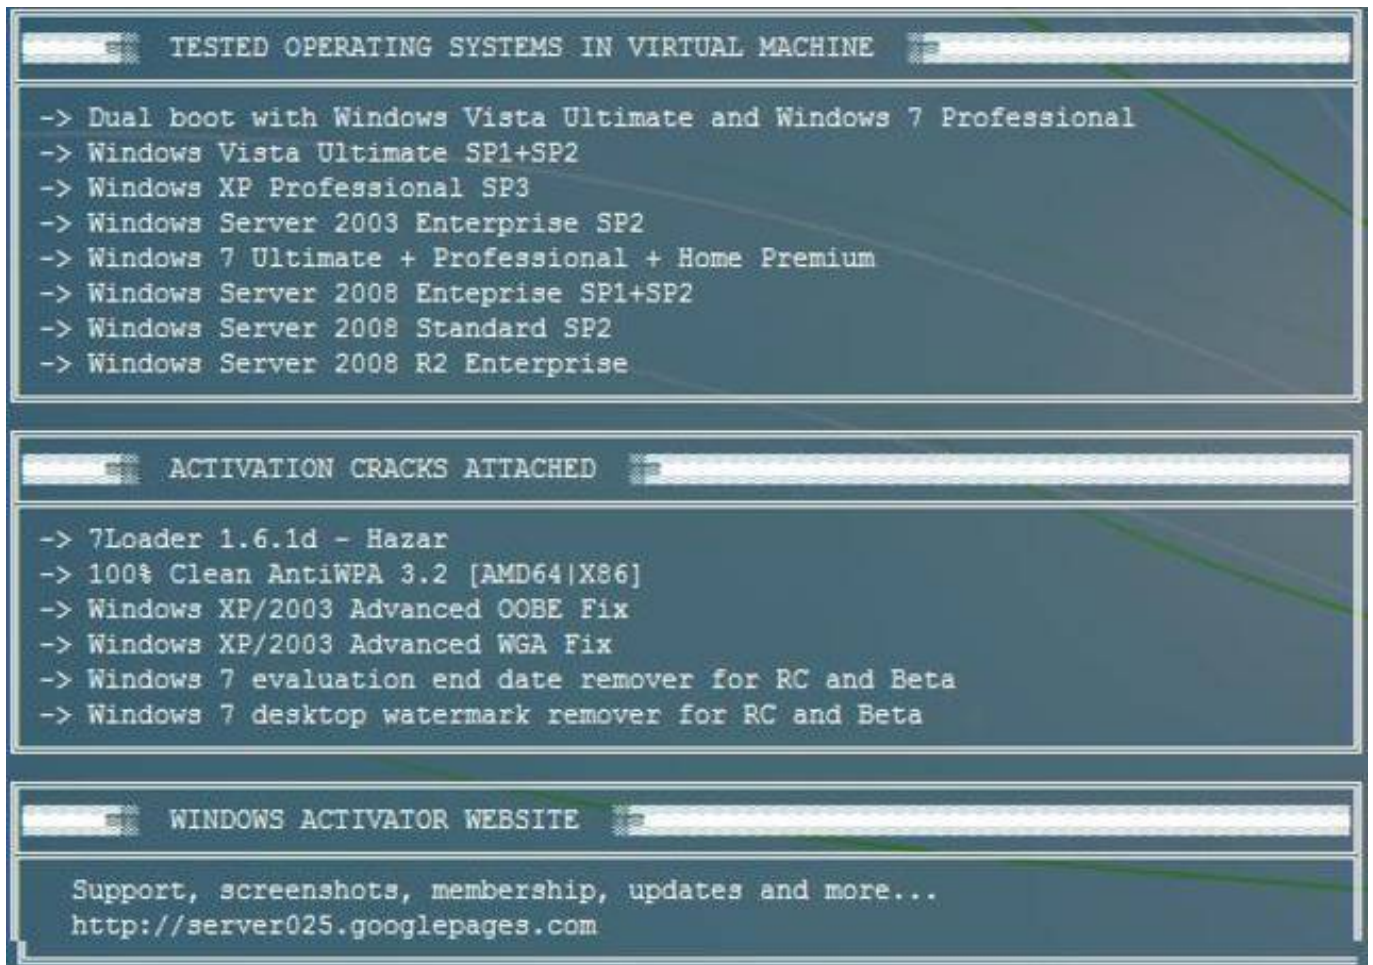 TESTED OPERATING SYSTEMS IN VIRTUAL MACHINE
-> Dual boot with Windows Vista Ultimate and Windows 7 Professional
-> Windows Vista Ultimate SP1+SP2
-> Windows XP Professional SP3
-> Windows Server 2003 Enterprise SP2
-> Windows 7 Ultimate + Professional + Home Premium
-> Windows Server 2008 Enteprise SP1+SP2
-> Windows Server 2008 Standard SP2
-> Windows Server 2008 R2 Enterprise
ACTIVATION CRACKS ATTACHED
-> 7Loader 1.6.1d - Hazar
-> 100% Clean AntiWPA 3.2 [AMD64|X86]
-> Windows XP/2003 Advanced OOBE Fix
-> Windows XP/2003 Advanced WGA Fix
-> Windows 7 evaluation end date remover for RC and Beta
-> Windows 7 desktop watermark remover for RC and Beta
WINDOWS ACTIVATOR WEBSITE
Support, screenshots, membership, updates and more...
http://server025.googlepages.com